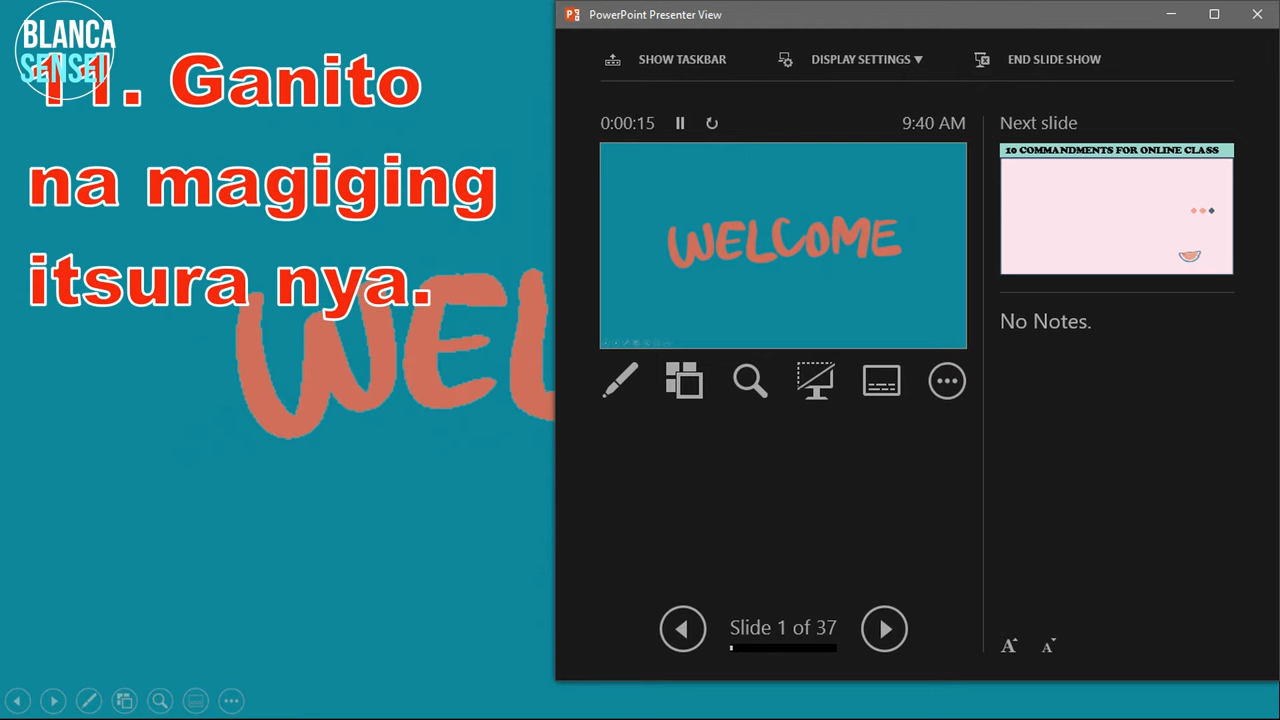 BLANCA
SENSEI
11. Ganito
na magiging
itsura nya.
WEL
PowerPoint Presenter View
SHOW TASKBAR
DISPLAY SETTINGS
END SLIDE SHOW
0:00:15
9:40 AM
Next slide
WELCOME
10 COMMANDMENTS FOR ONLINE CLASS
No Notes.
Slide 1 of 37
A A